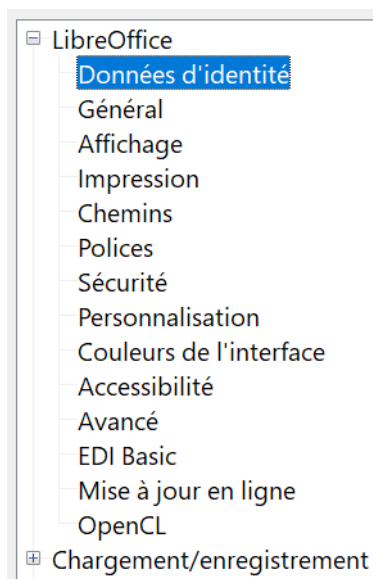 LibreOffice
Données d'identité
Général
Affichage
Impression
Chemins
Polices
Sécurité
Personnalisation
Couleurs de l'interface
Accessibilité
Avancé
EDI Basic
Mise à jour en ligne
OpenCL
Chargement/enregistrement